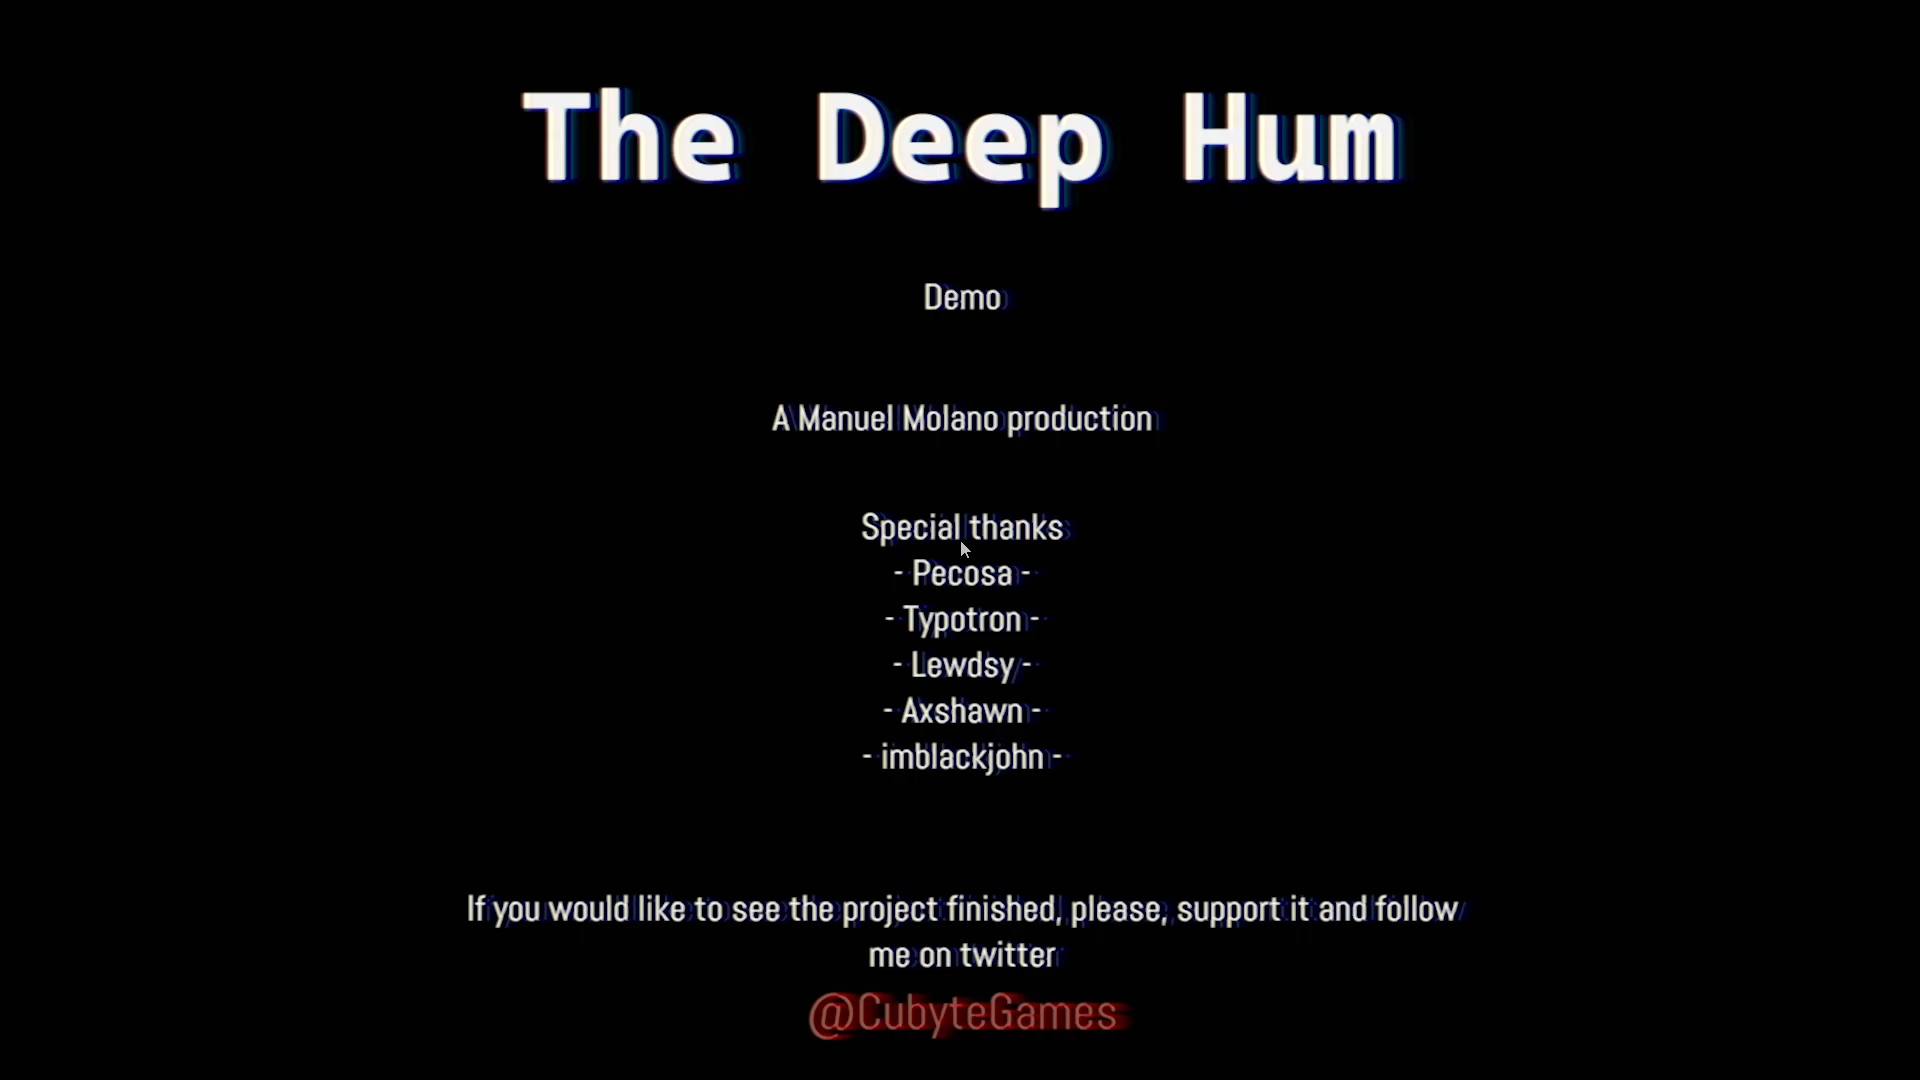 The Deep Hum
Demo
A Manuel Molano production
Special thanks
- Pecosa -
- Typotron -
- Lewdsy -
- Axshawn -
- imblackjohn -
If you would like to see the project finished, please, support it and follow
me on twitter
@CubyteGames